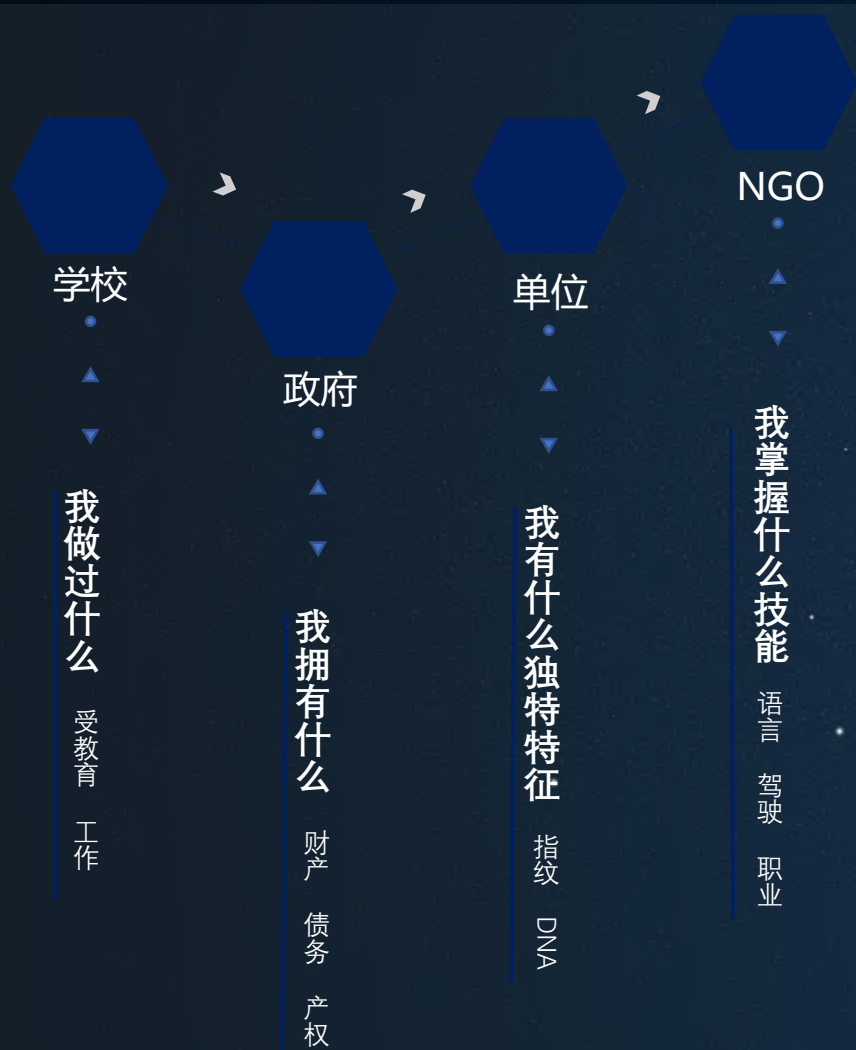 学校
我做过什么
受教育 工作
政府
我拥有什么
财产 债务 产权
单位
我有什么独特特征
指纹 DNA
NGO
我掌握什么技能
语言 驾驶 职业